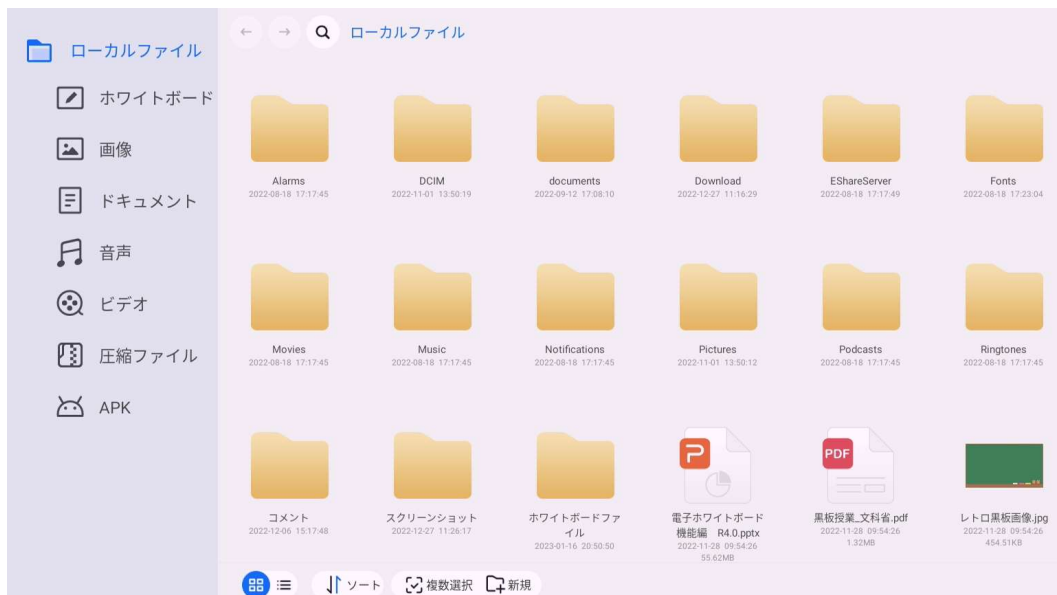 ローカルファイル
ホワイトボード
画像
ドキュメント
音声
ビデオ
圧縮ファイル
APK
ローカルファイル
Alarms
2022-08-18 17:17:45
DCIM
2022-11-01 13:50:19
documents
2022-09-12 17:08:10
Download
2022-12-27 11:16:29
EShareServer
2022-08-18 17:17:49
Fonts
2022-08-18 17:23:04
Movies
2022-08-18 17:17:45
Music
2022-08-18 17:17:45
Notifications
2022-08-18 17:17:45
Pictures
2022-11-01 13:50:12
Podcasts
2022-08-18 17:17:45
Ringtones
2022-08-18 17:17:45
コメント
2022-12-06 15:17:48
スクリーンショット
2022-12-27 11:26:17
ホワイトボードファ
イル
2023-01-16 20:50:50
電子ホワイトボード
機能編 R4.0.pptx
2022-11-28 09:54:26
55.62MB
PDF
黒板授業_文科省.pdf
2022-11-28 09:54:26
1.32MB
レトロ黒板画像.jpg
2022-11-28 09:54:26
454.51KB
ソート
複数選択
新規